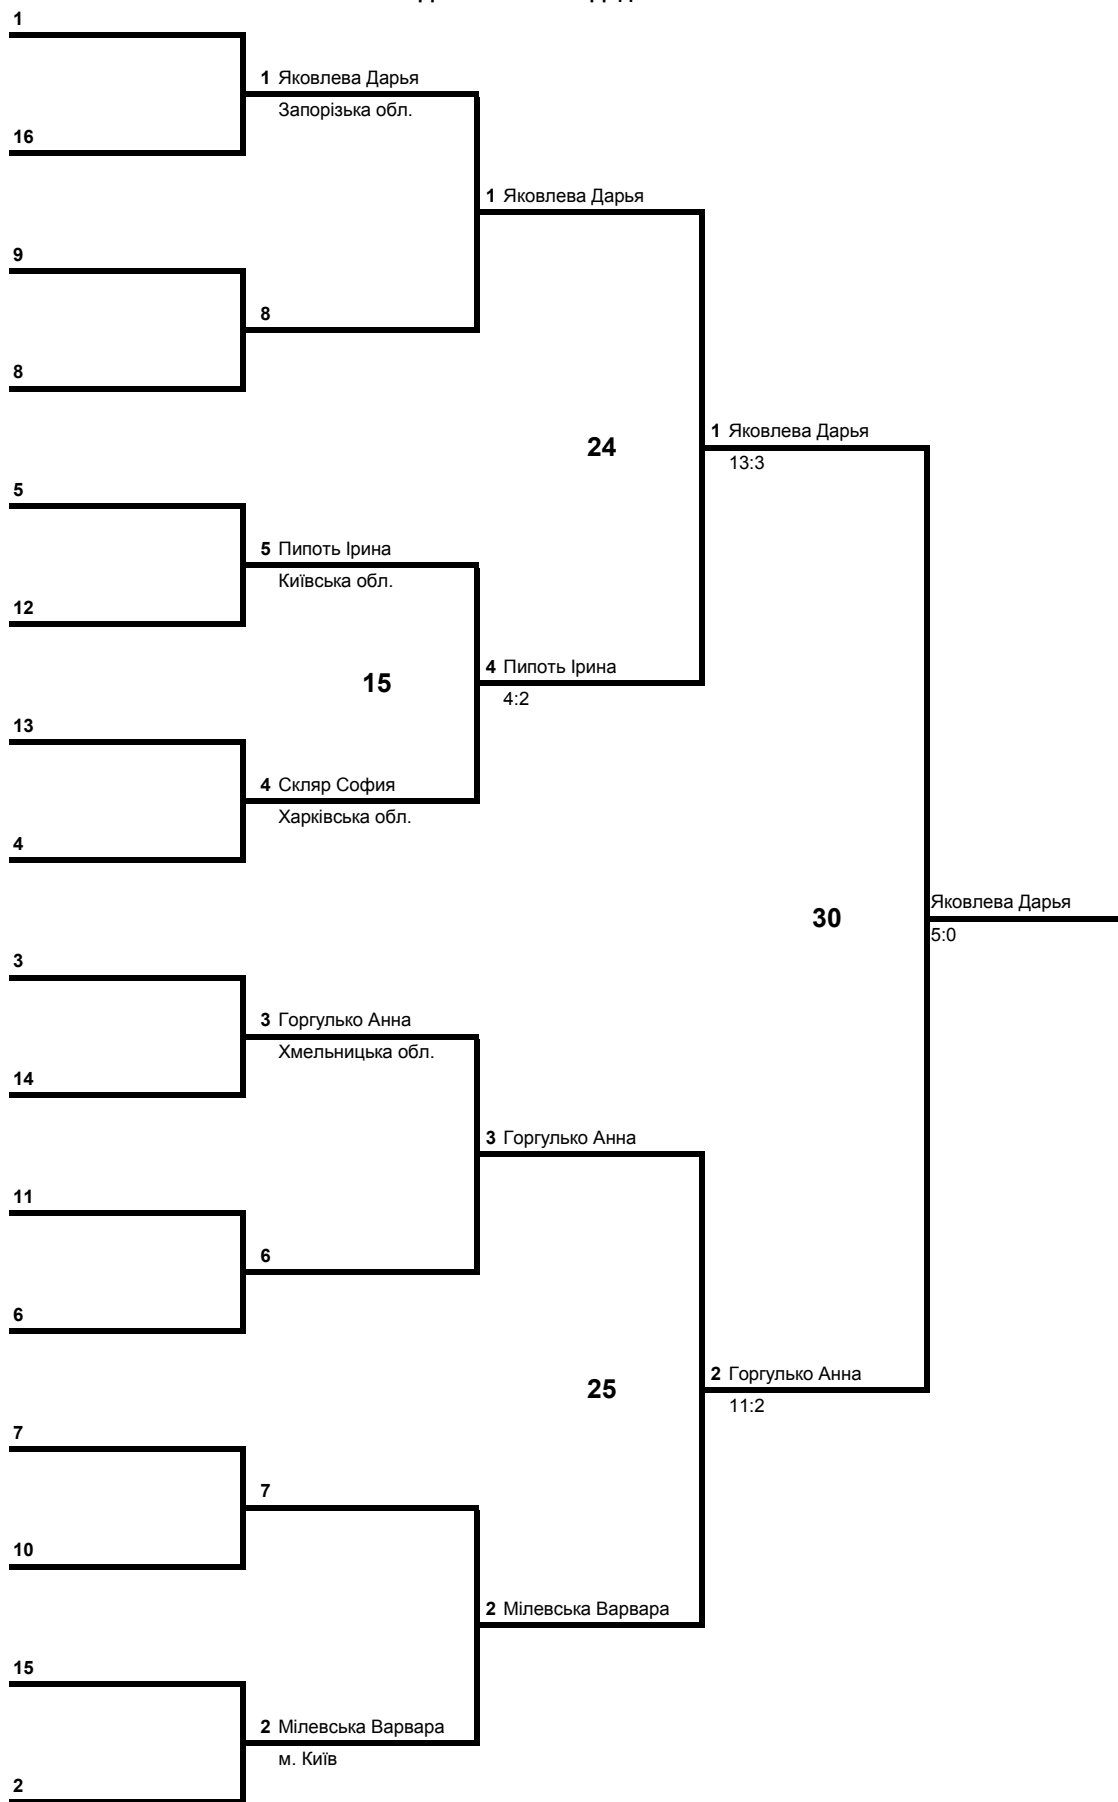 1
1 Яковлева Дарья
Запорізька обл.
16
1 Яковлева Дарья
9
8
8
24
1 Яковлева Дарья
13:3
5
5 Пипоть Ірина
Київська обл.
12
15
4 Пипоть Ірина
4:2
13
4 Скляр София
Харківська обл.
4
30
Яковлева Дарья
5:0
3
3 Горгулько Анна
Хмельницька обл.
14
3 Горгулько Анна
11
6
6
25
2 Горгулько Анна
11:2
7
7
10
2 Мілевська Варвара
15
2 Мілевська Варвара
м. Київ
2